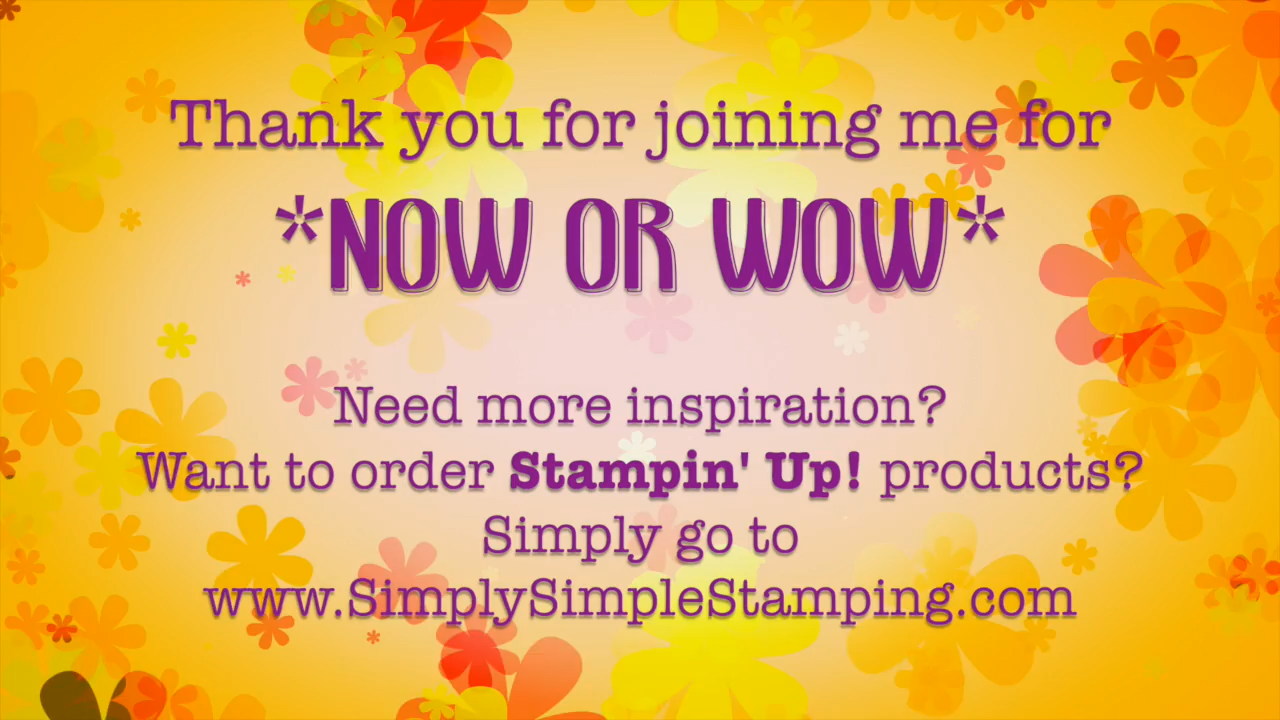 Thank you for joining me for
*NOW OR WOW*
Need more inspiration?
Want to order Stampin' Up! products?
Simply go to
www.SimplySimpleStamping.com